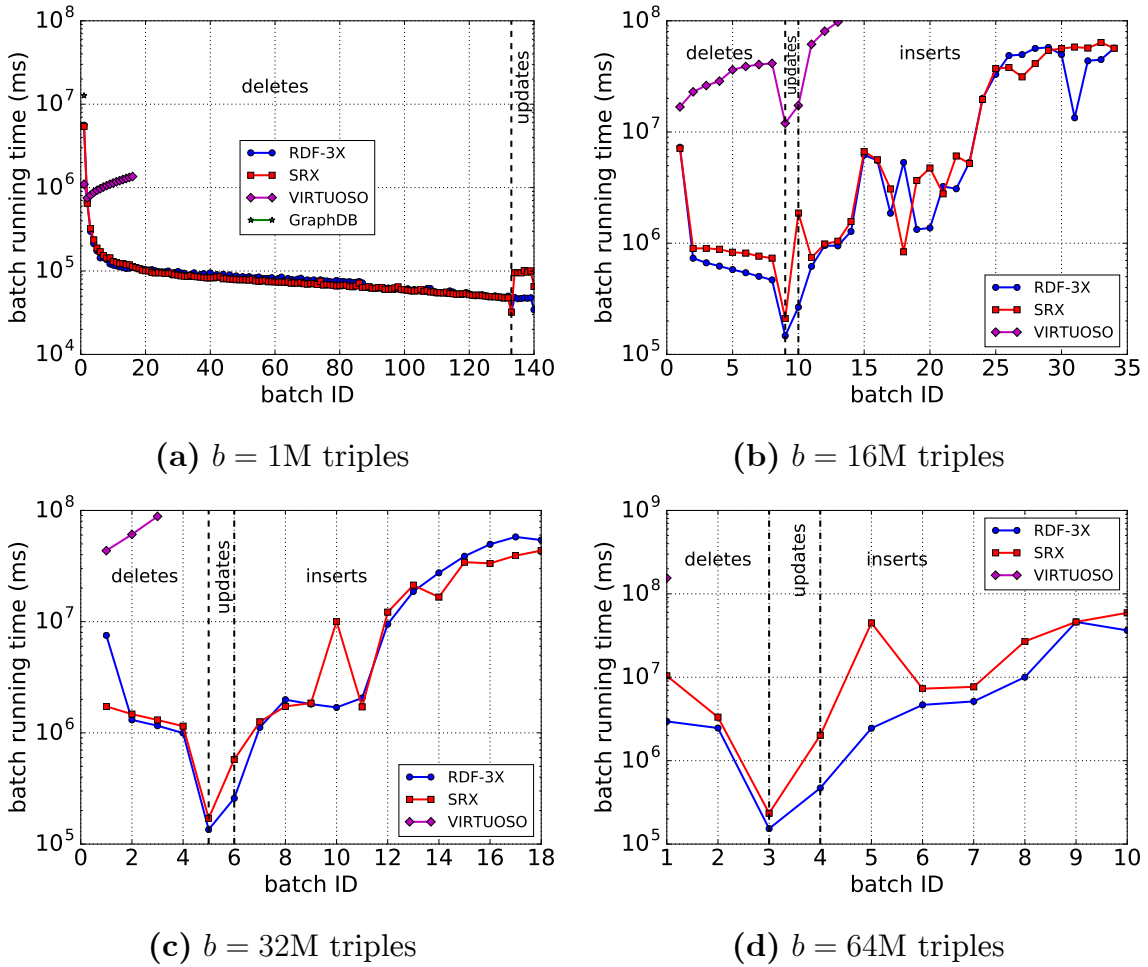 10^8
10^7
10^6
10^5
10^4
batch running time (ms)
deletes
updates
RDF-3X
SRX
VIRTUOSO
GraphDB
0 20 40 60 80 100 120 140
batch ID
(a) b = 1M triples
10^8
10^7
10^6
10^5
batch running time (ms)
deletes
updates
inserts
RDF-3X
SRX
VIRTUOSO
0 5 10 15 20 25 30 35
batch ID
(b) b = 16M triples
10^8
10^7
10^6
10^5
batch running time (ms)
deletes
updates
inserts
RDF-3X
SRX
VIRTUOSO
0 2 4 6 8 10 12 14 16 18
batch ID
(c) b = 32M triples
10^9
10^8
10^7
10^6
10^5
batch running time (ms)
deletes
updates
inserts
RDF-3X
SRX
VIRTUOSO
1 2 3 4 5 6 7 8 9 10
batch ID
(d) b = 64M triples